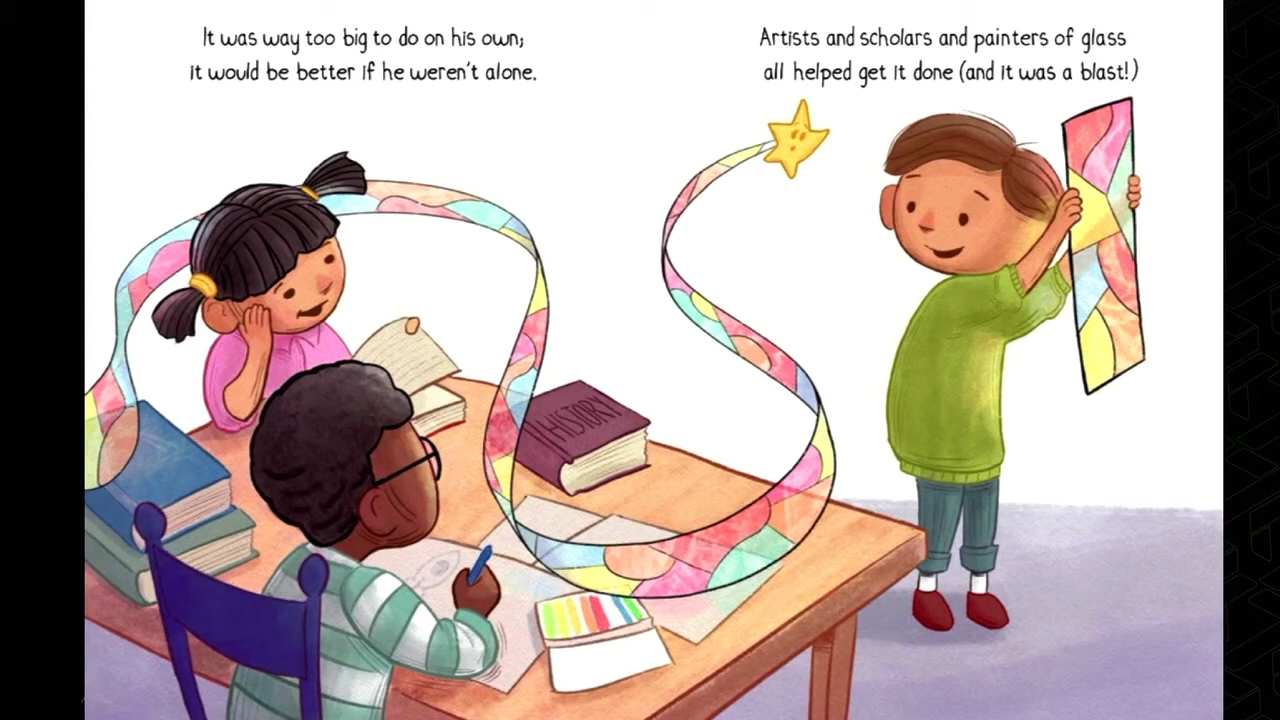 It was way too big to do on his own;
it would be better if he weren't alone.
Artists and scholars and painters of glass
all helped get it done (and it was a blast!)
HISTORY